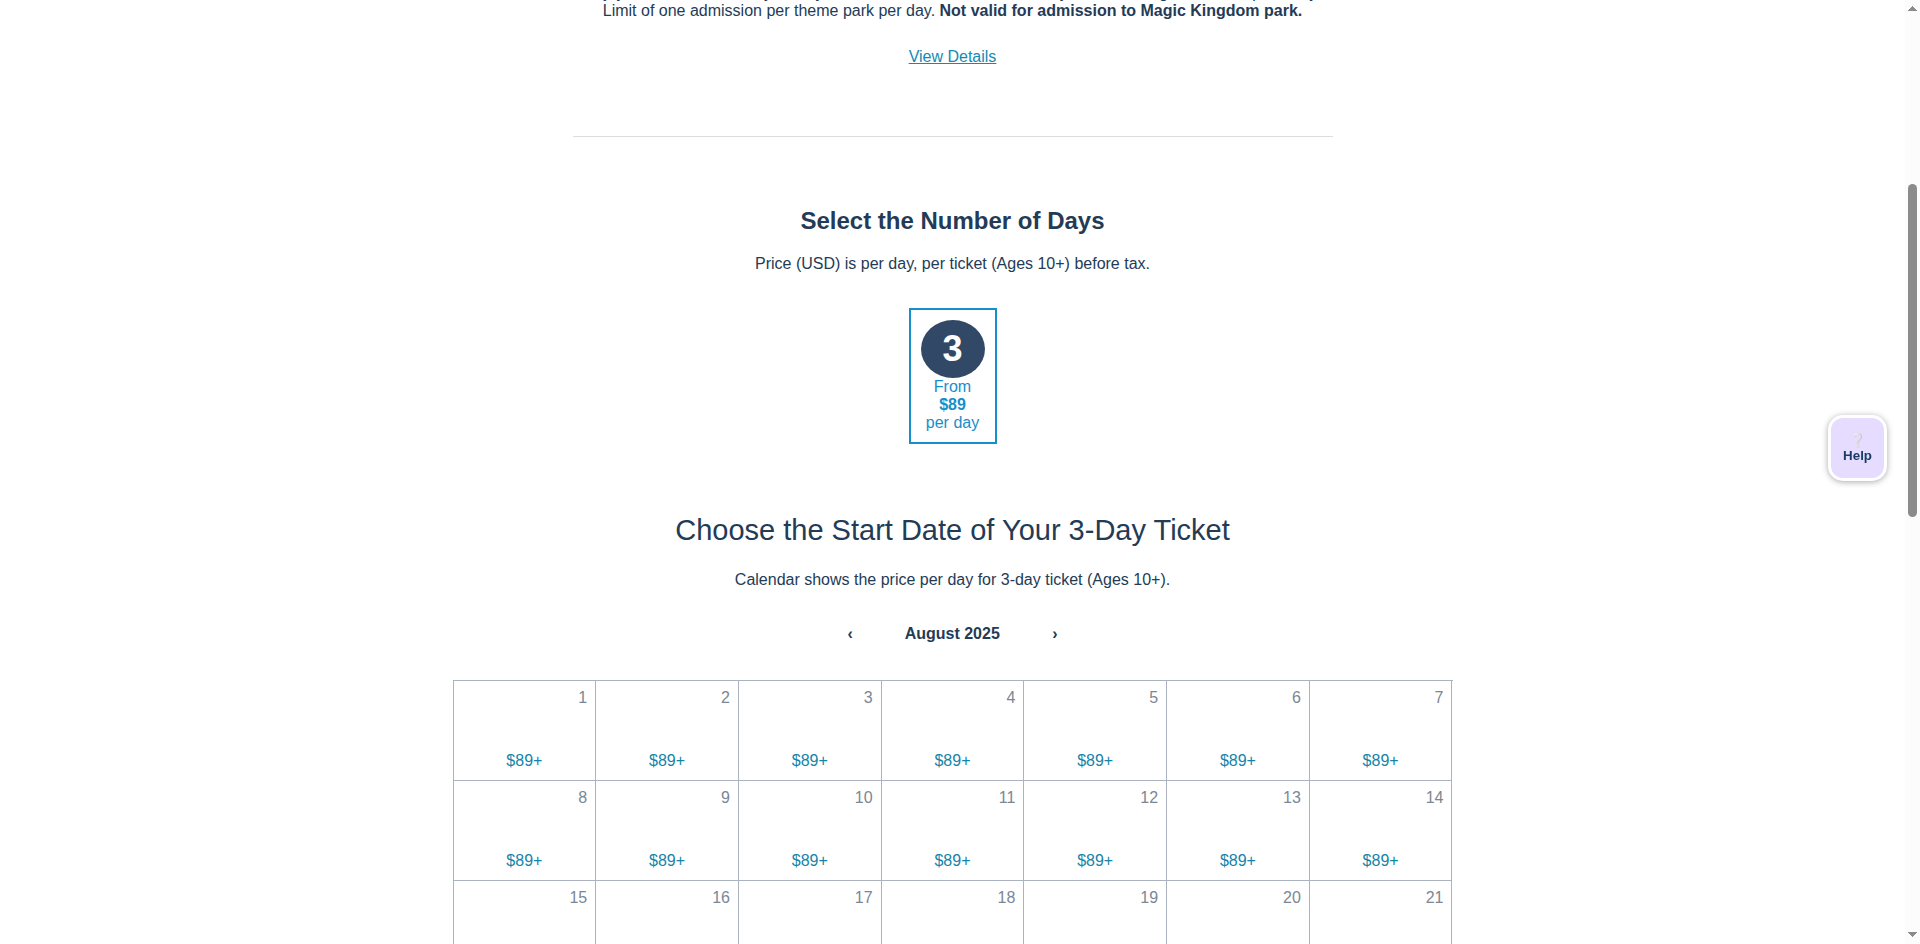 Limit of one admission per theme park per day. Not valid for admission to Magic Kingdom park.
View Details
Select the Number of Days
Price (USD) is per day, per ticket (Ages 10+) before tax.
3
From
$89
per day
Help
Choose the Start Date of Your 3-Day Ticket
Calendar shows the price per day for 3-day ticket (Ages 10+).
‹ August 2025 ›
1 2 3 4 5 6 7
$89+ $89+ $89+ $89+ $89+ $89+ $89+
8 9 10 11 12 13 14
$89+ $89+ $89+ $89+ $89+ $89+ $89+
15 16 17 18 19 20 21